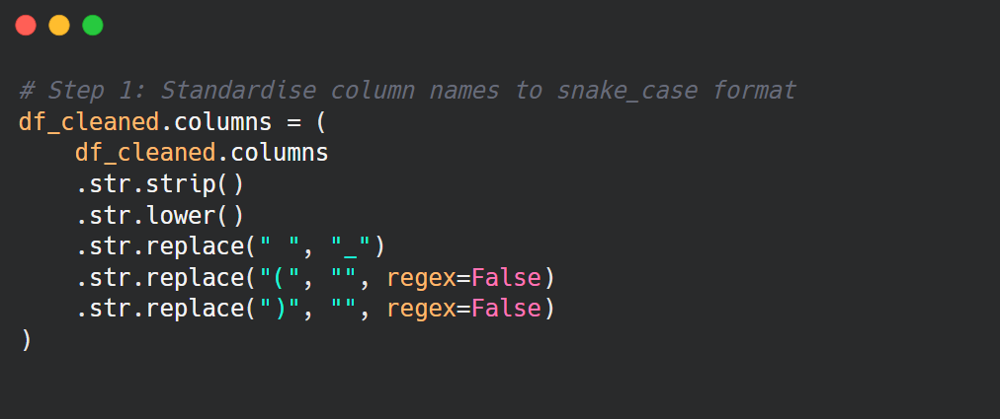 # Step 1: Standardise column names to snake_case format
df_cleaned.columns = (
    df_cleaned.columns
    .str.strip()
    .str.lower()
    .str.replace(" ", "_")
    .str.replace("(", "", regex=False)
    .str.replace(")", "", regex=False)
)